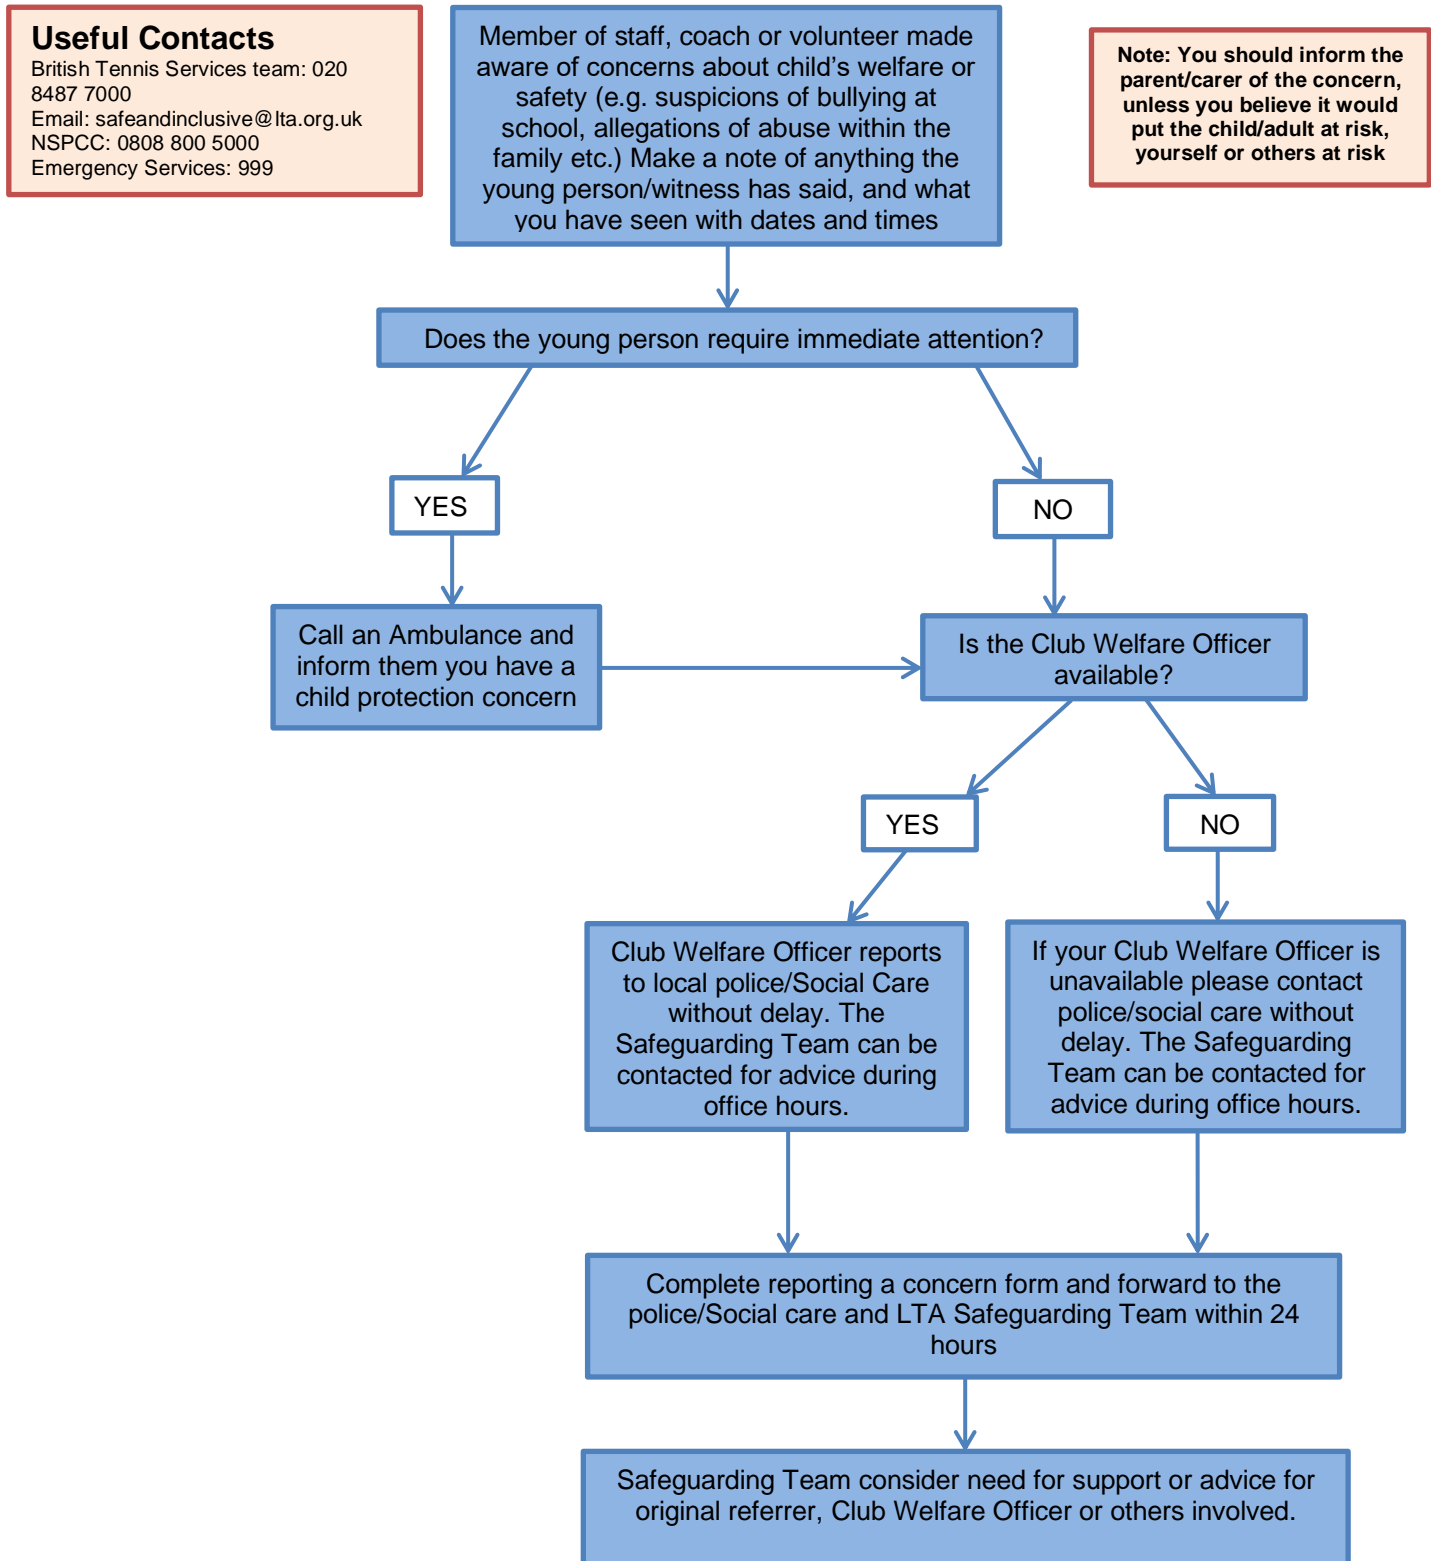 Useful Contacts
British Tennis Services team: 020
8487 7000
Email: safeandinclusive@lta.org.uk
NSPCC: 0808 800 5000
Emergency Services: 999
Member of staff, coach or volunteer made
aware of concerns about child’s welfare or
safety (e.g. suspicions of bullying at
school, allegations of abuse within the
family etc.) Make a note of anything the
young person/witness has said, and what
you have seen with dates and times
Note: You should inform the
parent/carer of the concern,
unless you believe it would
put the child/adult at risk,
yourself or others at risk
Does the young person require immediate attention?
YES
NO
Call an Ambulance and
inform them you have a
child protection concern
Is the Club Welfare Officer
available?
YES
NO
Club Welfare Officer reports
to local police/Social Care
without delay. The
Safeguarding Team can be
contacted for advice during
office hours.
If your Club Welfare Officer is
unavailable please contact
police/social care without
delay. The Safeguarding
Team can be contacted for
advice during office hours.
Complete reporting a concern form and forward to the
police/Social care and LTA Safeguarding Team within 24
hours
Safeguarding Team consider need for support or advice for
original referrer, Club Welfare Officer or others involved.